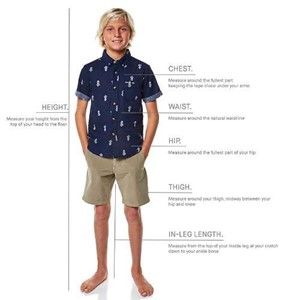 CHEST.
Measure around the fullest part
keeping the tape close under your arms
HEIGHT.
Measure your height from the
top of your head to the floor
WAIST.
Measure around the natural waistline
HIP.
Measure around the fullest part of your hip
THIGH.
Measure around your thigh, midway between your
hip and knee
IN-LEG LENGTH.
Measure from the top of your inside leg at your crotch
down to your ankle bone